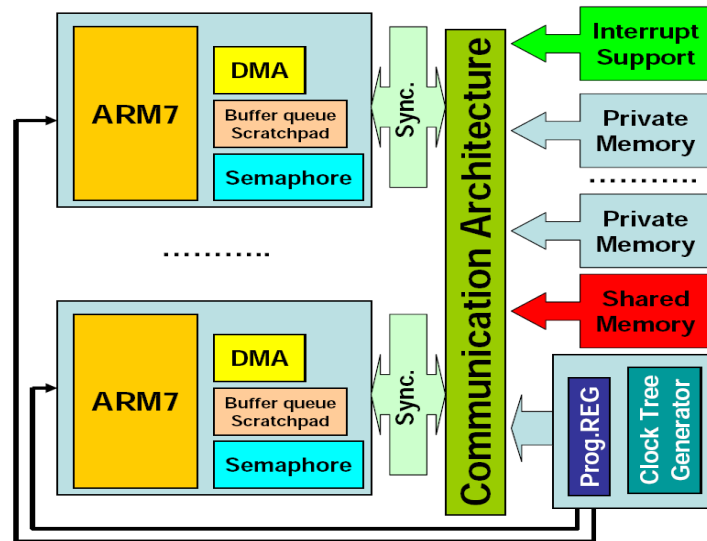 ARM7
DMA
Buffer queue
Scratchpad
Semaphore
Sync.
Communication Architecture
Interrupt
Support
Private
Memory
...........
Private
Memory
Shared
Memory
...........
ARM7
DMA
Buffer queue
Scratchpad
Semaphore
Sync.
Prog.REG
Clock Tree
Generator